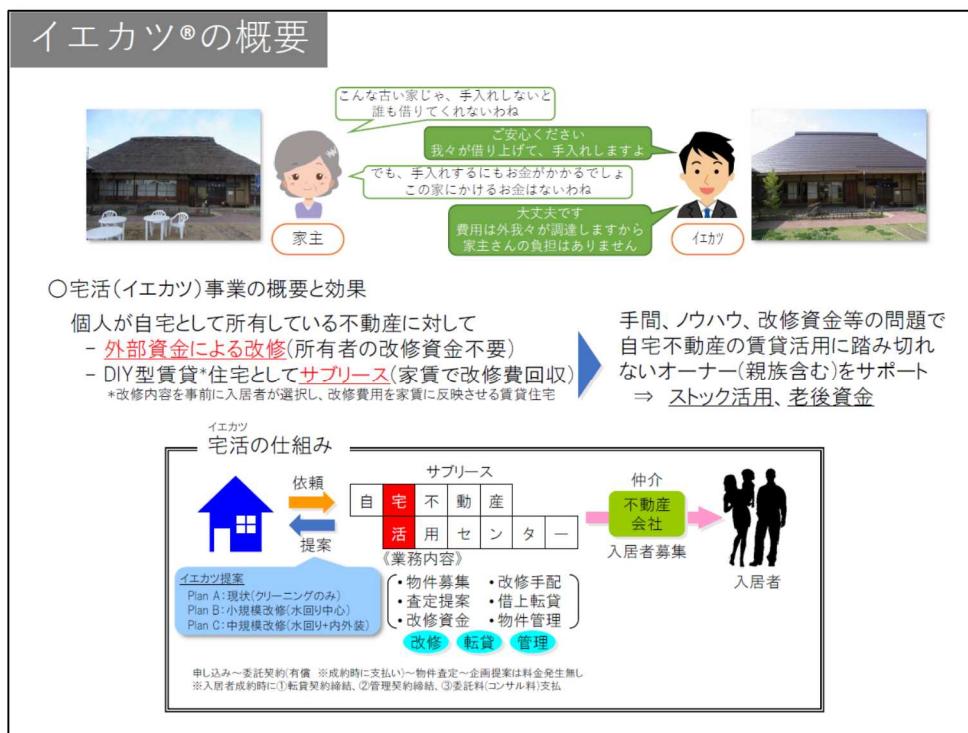 イエカツ®の概要
こんな古い家じゃ、手入れしないと
誰も借りてくれないわね
ご安心ください
我々が借り上げて、手入れしますよ
でも、手入れするにもお金がかかるでしょ
この家にかけるお金はないわね
大丈夫です
費用は外我々が調達しますから
家主さんの負担はありません
家主
イエカツ
〇宅活(イエカツ)事業の概要と効果
個人が自宅として所有している不動産に対して
− 外部資金による改修(所有者の改修資金不要)
− DIY型賃貸*住宅としてサブリース(家賃で改修費回収)
*改修内容を事前に入居者が選択し、改修費用を家賃に反映させる賃貸住宅
手間、ノウハウ、改修資金等の問題で
自宅不動産の賃貸活用に踏み切れ
ないオーナー(親族含む)をサポート
⇒ ストック活用、老後資金
イエカツ
宅活の仕組み
依頼
提案
サブリース
自宅不動産
活用センター
《業務内容》
・物件募集 ・改修手配
・査定提案 ・借上転貸
・改修資金 ・物件管理
改修 転貸 管理
仲介
不動産
会社
入居者募集
入居者
イエカツ提案
Plan A:現状(クリーニングのみ)
Plan B:小規模改修(水回り中心)
Plan C:中規模改修(水回り+内外装)
申し込み~委託契約(有償 ※成約時に支払い)~物件査定~企画提案は料金発生無し
※入居者成約時に①転貸契約締結、②管理契約締結、③委託料(コンサル料)支払